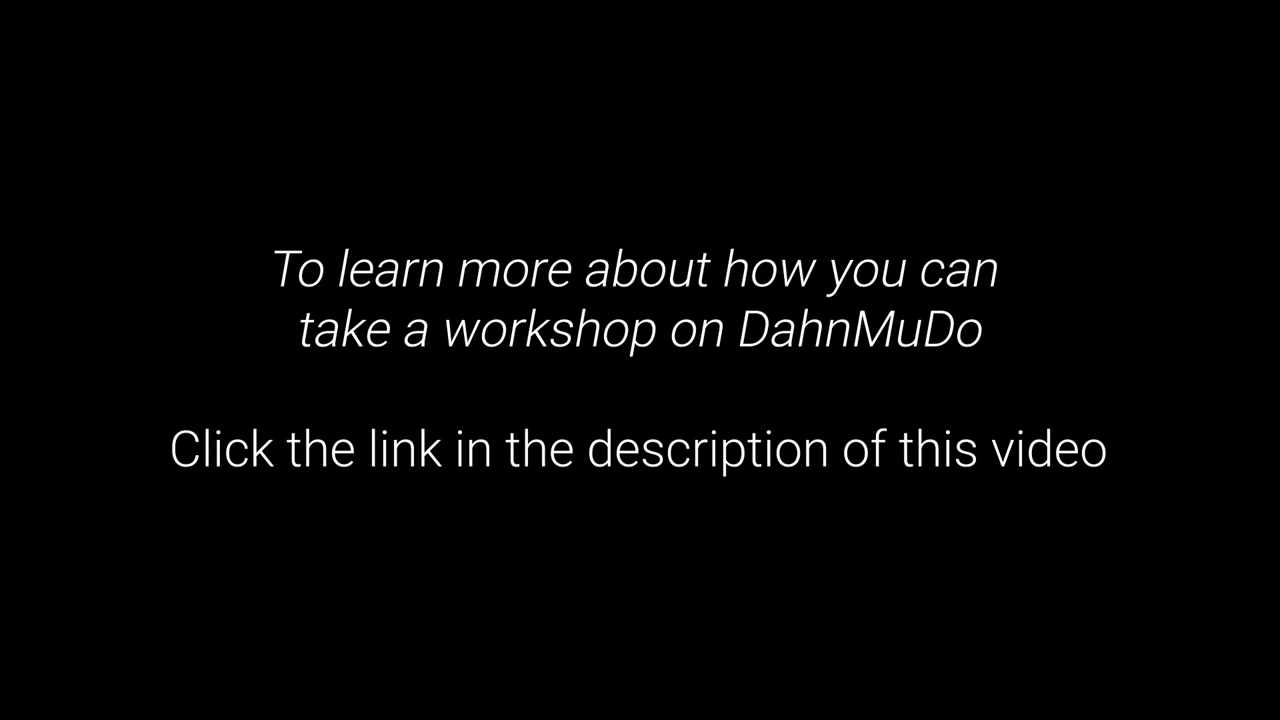 To learn more about how you can
take a workshop on DahnMuDo
Click the link in the description of this video